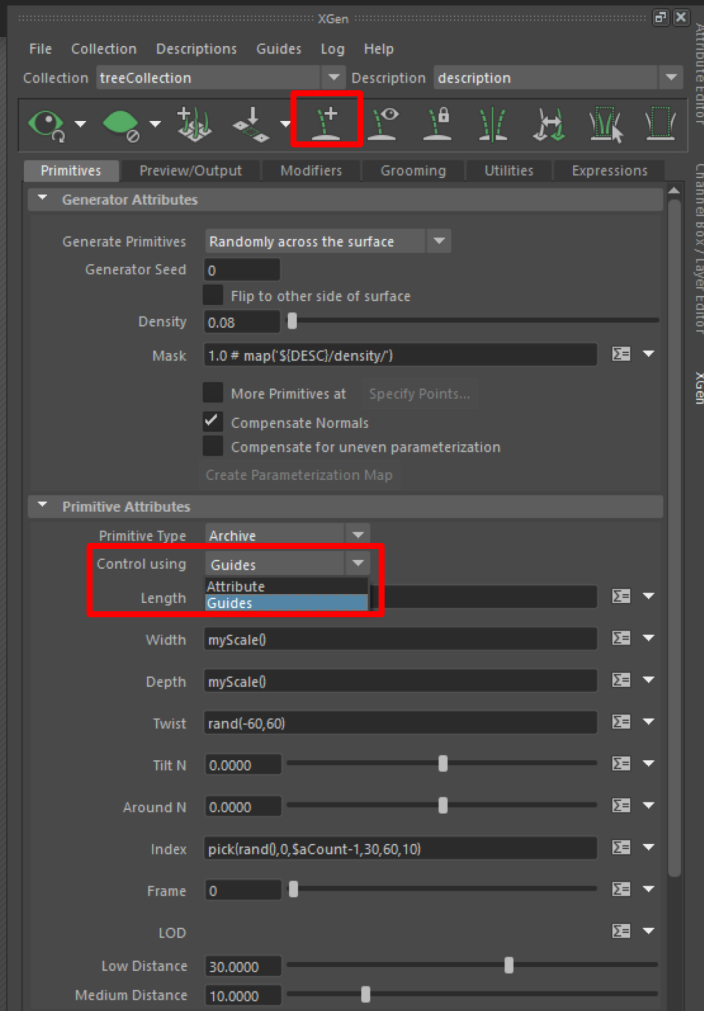 XGen
File Collection Descriptions Guides Log Help
Collection treeCollection Description description
Primitives Preview/Output Modifiers Grooming Utilities Expressions
Generator Attributes
Generate Primitives Randomly across the surface
Generator Seed 0
Flip to other side of surface
Density 0.08
Mask 1.0 # map('${DESC}/density/')
More Primitives at Specify Points...
Compensate Normals
Compensate for uneven parameterization
Create Parameterization Map
Primitive Attributes
Primitive Type Archive
Control using Guides
Attribute
Guides
Length
Width myScale()
Depth myScale()
Twist rand(-60,60)
Tilt N 0.0000
Around N 0.0000
Index pick(rand(),0,$aCount-1,30,60,10)
Frame 0
LOD
Low Distance 30.0000
Medium Distance 10.0000
Attribute Editor
Channel Box / Layer Editor
XGen